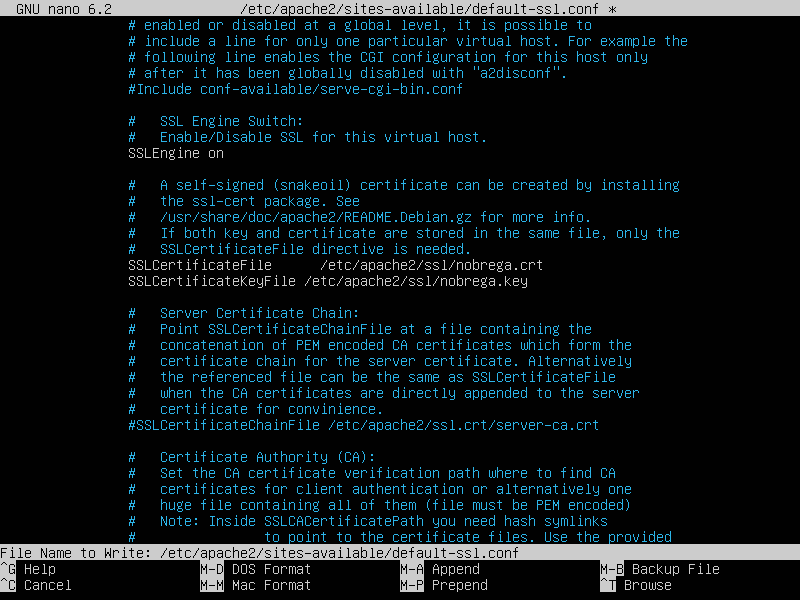 GNU nano 6.2 /etc/apache2/sites-available/default-ssl.conf *
# enabled or disabled at a global level, it is possible to
# include a line for only one particular virtual host. For example the
# following line enables the CGI configuration for this host only
# after it has been globally disabled with "a2disconf".
#Include conf-available/serve-cgi-bin.conf
#   SSL Engine Switch:
#   Enable/Disable SSL for this virtual host.
SSLEngine on
#   A self-signed (snakeoil) certificate can be created by installing
#   the ssl-cert package. See
#   /usr/share/doc/apache2/README.Debian.gz for more info.
#   If both key and certificate are stored in the same file, only the
#   SSLCertificateFile directive is needed.
SSLCertificateFile      /etc/apache2/ssl/nobrega.crt
SSLCertificateKeyFile /etc/apache2/ssl/nobrega.key
#   Server Certificate Chain:
#   Point SSLCertificateChainFile at a file containing the
#   concatenation of PEM encoded CA certificates which form the
#   certificate chain for the server certificate. Alternatively
#   the referenced file can be the same as SSLCertificateFile
#   when the CA certificates are directly appended to the server
#   certificate for convinience.
#SSLCertificateChainFile /etc/apache2/ssl.crt/server-ca.crt
#   Certificate Authority (CA):
#   Set the CA certificate verification path where to find CA
#   certificates for client authentication or alternatively one
#   huge file containing all of them (file must be PEM encoded)
#   Note: Inside SSLCACertificatePath you need hash symlinks
#                to point to the certificate files. Use the provided
File Name to Write: /etc/apache2/sites-available/default-ssl.conf
^G Help M-D DOS Format M-A Append M-B Backup File
^C Cancel M-M Mac Format M-P Prepend ^T Browse